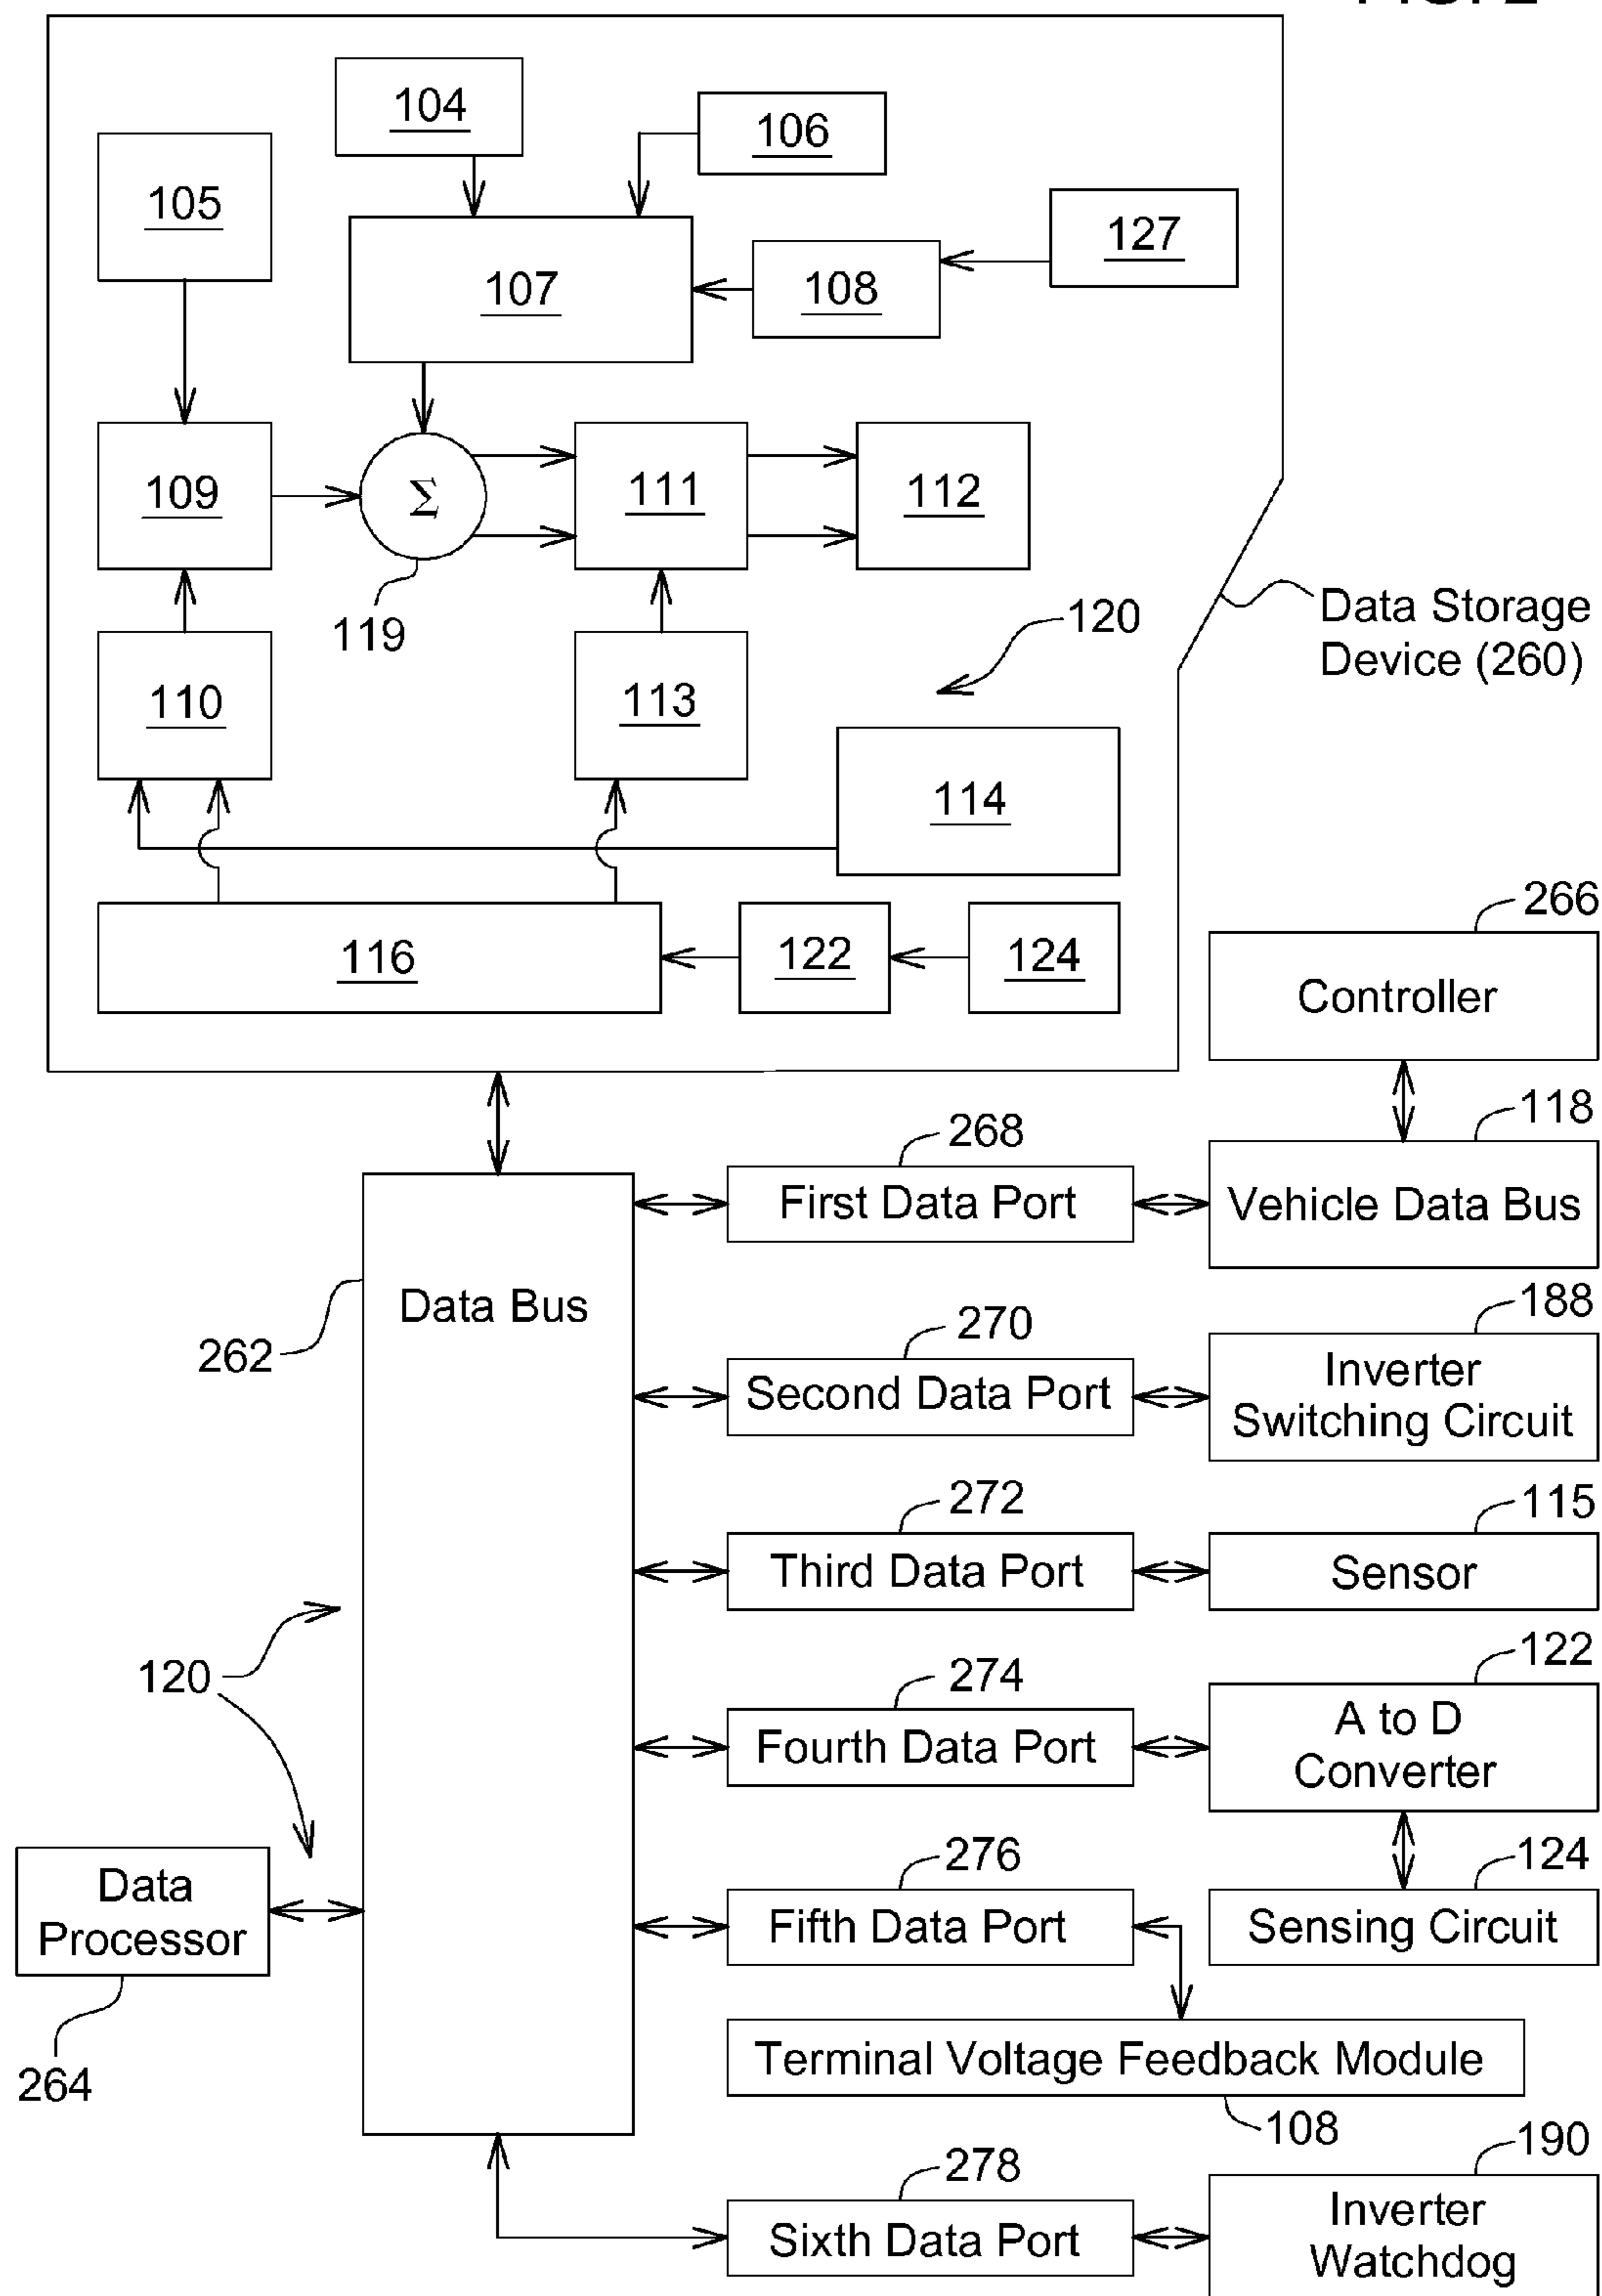 104
106
105
127
107
108
109
Σ
111
112
119
120
Data Storage
Device (260)
110
113
114
116
122
124
266
Controller
268
118
First Data Port
Vehicle Data Bus
262
Data Bus
270
188
Second Data Port
Inverter
Switching Circuit
272
115
Third Data Port
Sensor
120
274
122
Fourth Data Port
A to D
Converter
Data
Processor
264
276
124
Fifth Data Port
Sensing Circuit
Terminal Voltage Feedback Module
108
278
190
Sixth Data Port
Inverter
Watchdog